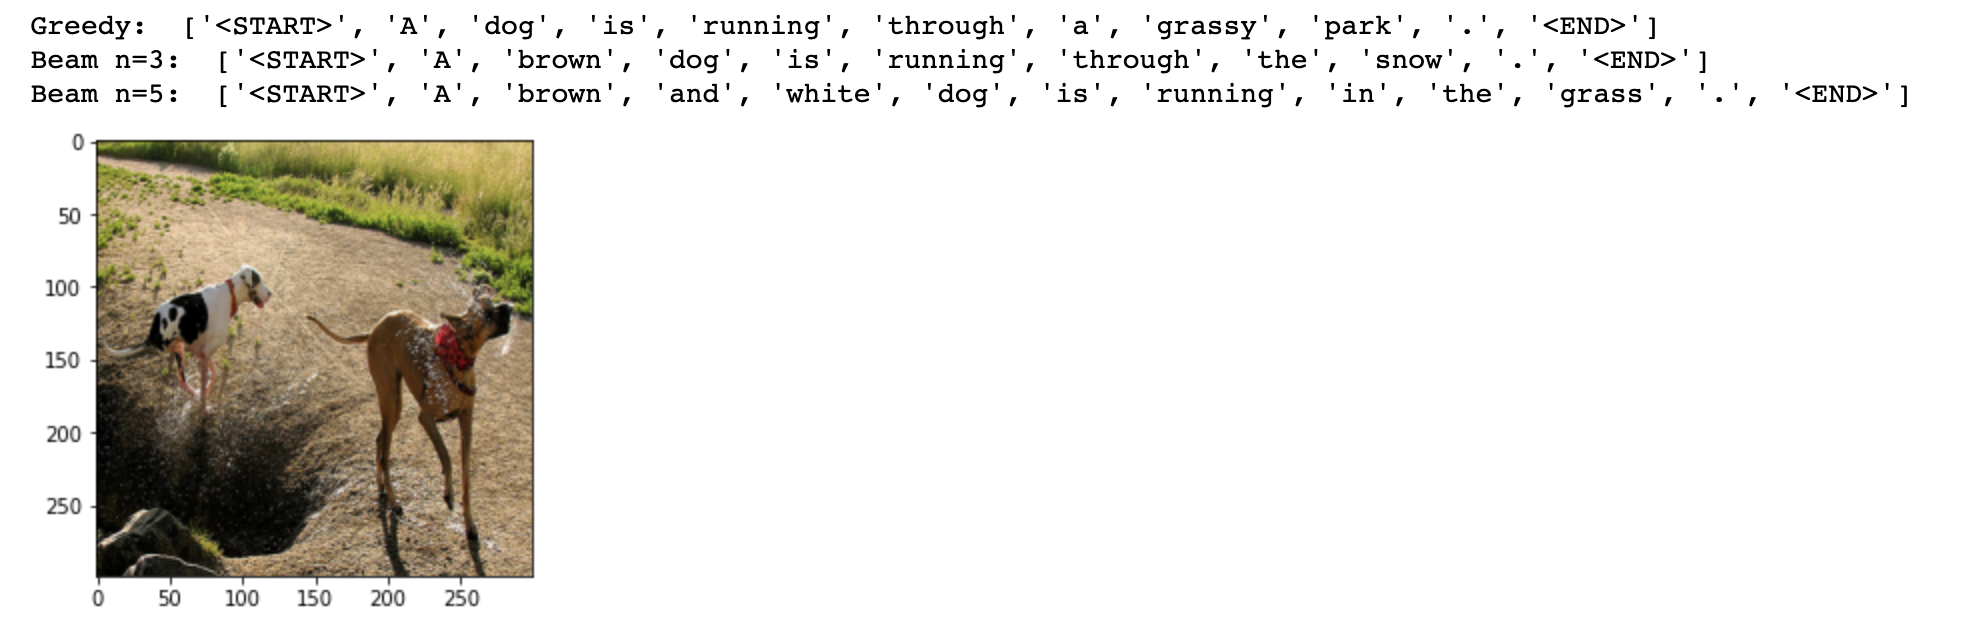 Greedy:  ['<START>', 'A', 'dog', 'is', 'running', 'through', 'a', 'grassy', 'park', '.', '<END>']
Beam n=3:  ['<START>', 'A', 'brown', 'dog', 'is', 'running', 'through', 'the', 'snow', '.', '<END>']
Beam n=5:  ['<START>', 'A', 'brown', 'and', 'white', 'dog', 'is', 'running', 'in', 'the', 'grass', '.', '<END>']
0
50
100
150
200
250
0 50 100 150 200 250